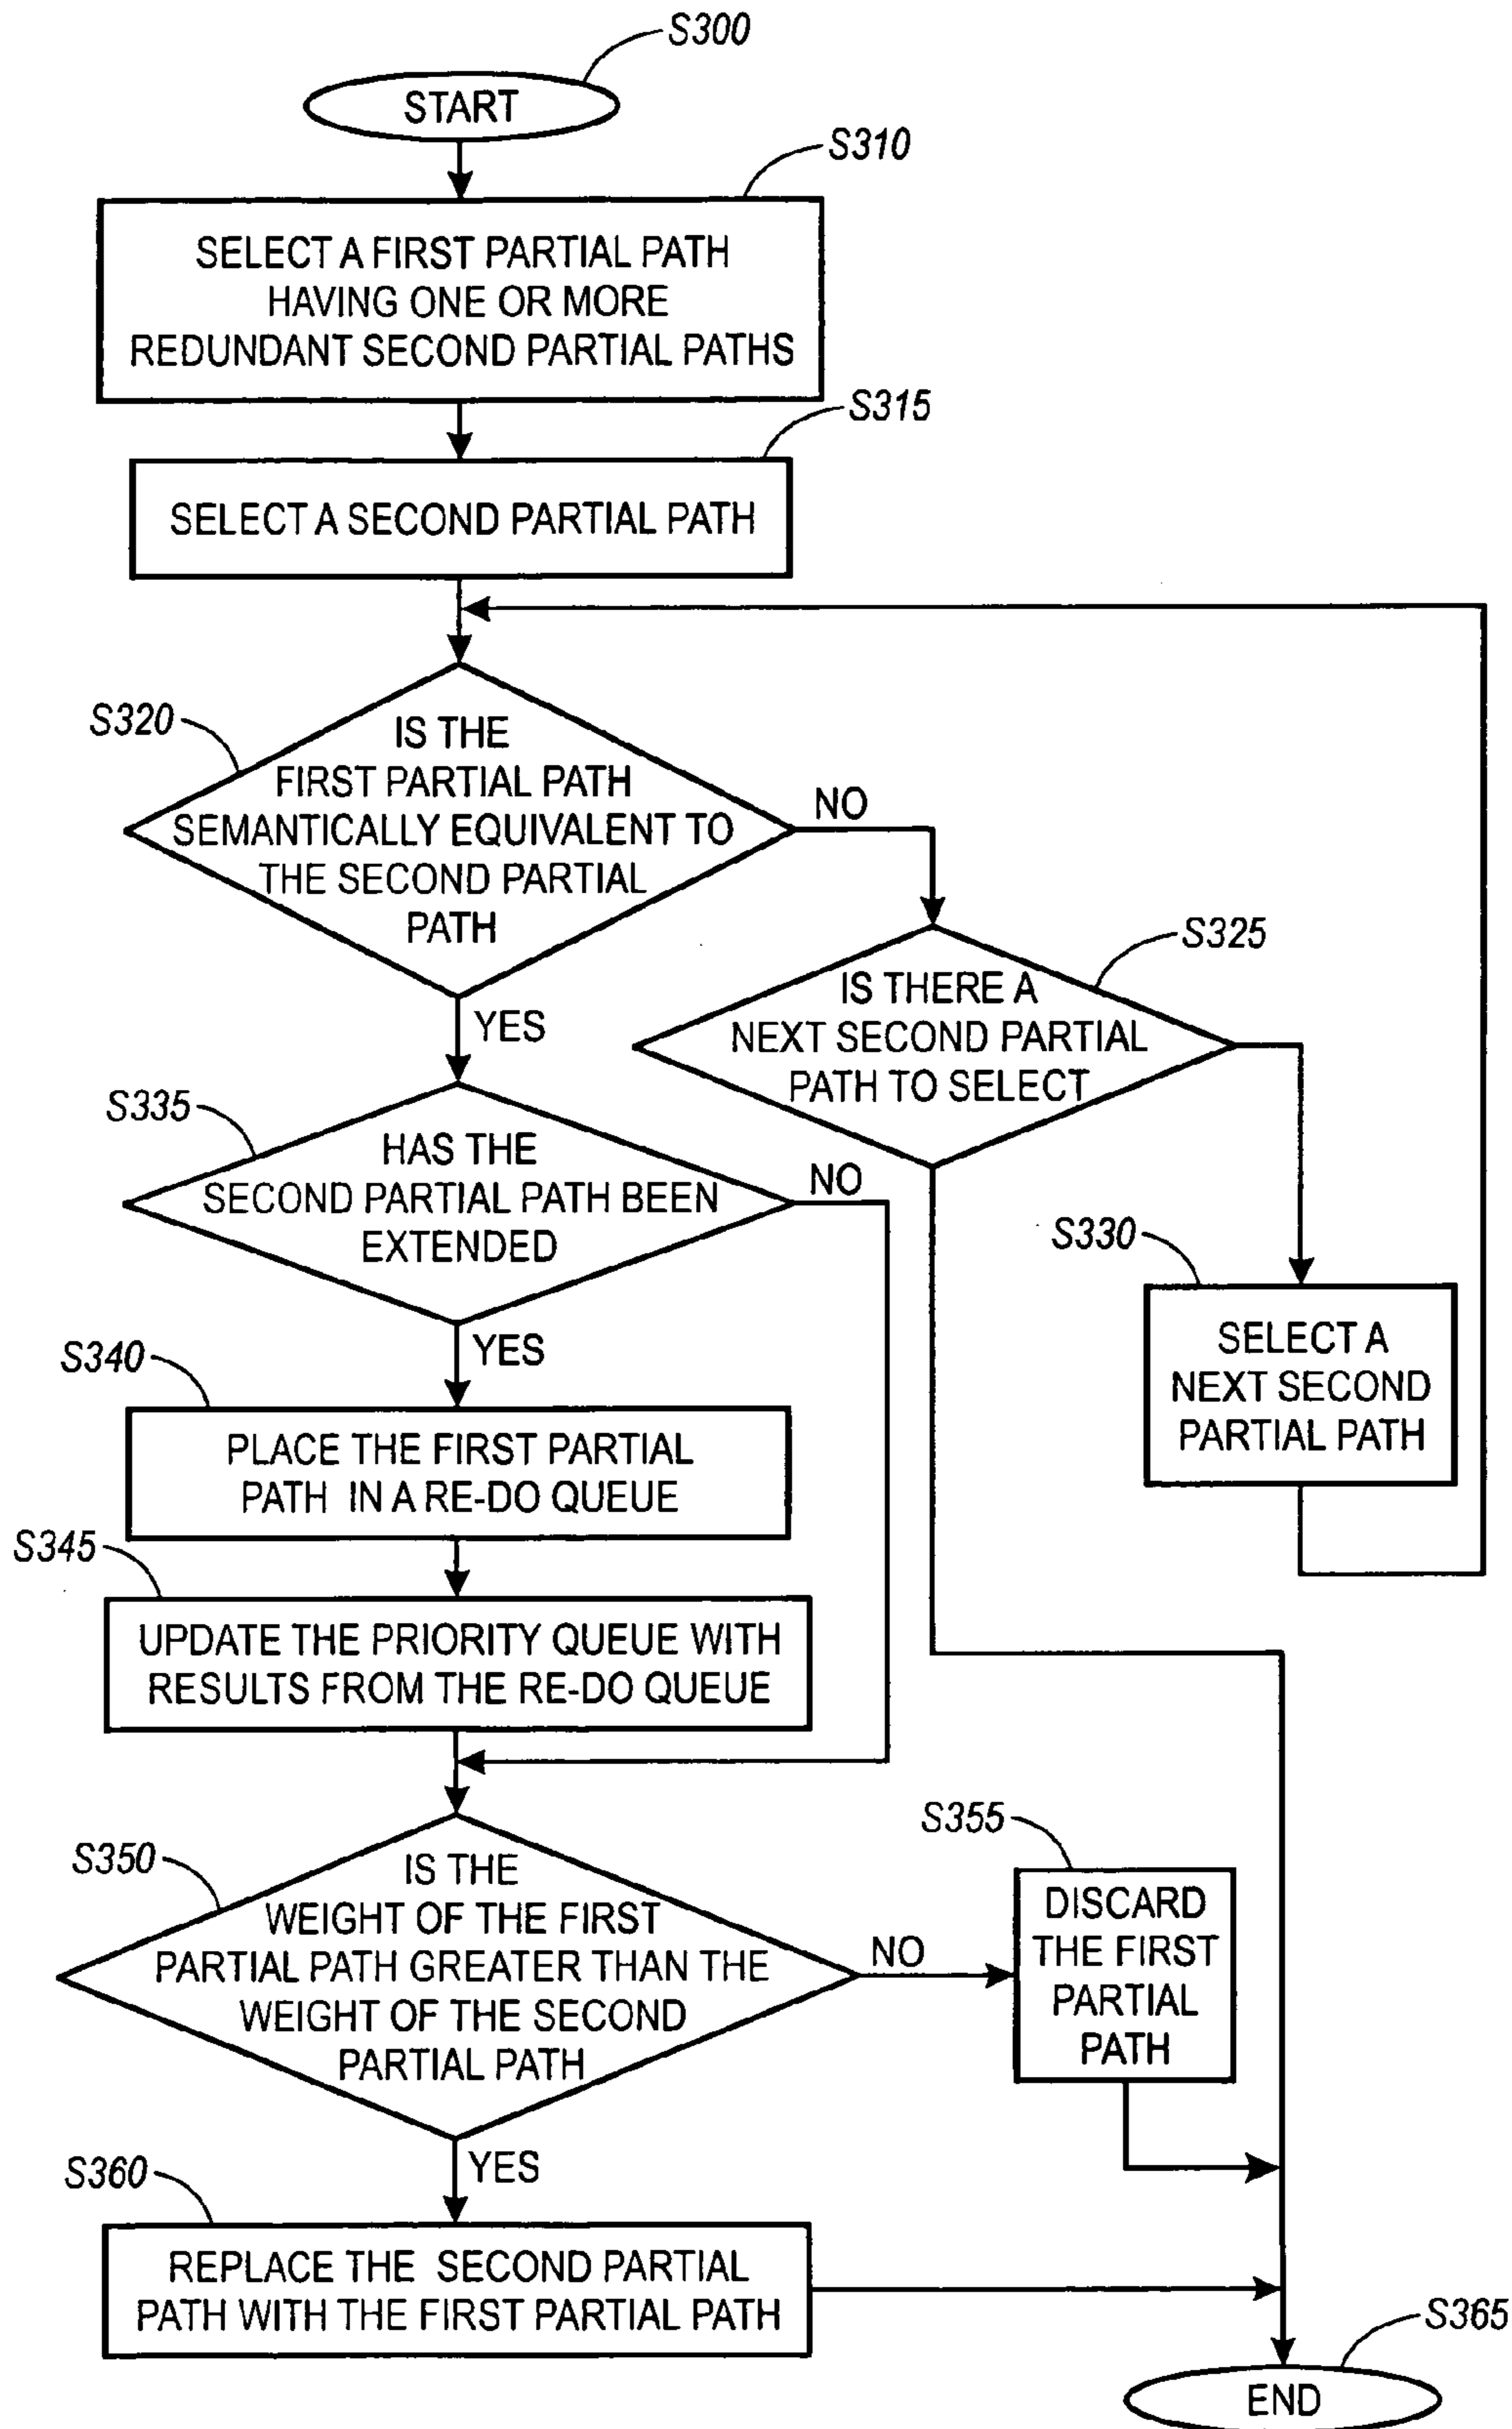 S300
START
S310
SELECT A FIRST PARTIAL PATH
HAVING ONE OR MORE
REDUNDANT SECOND PARTIAL PATHS
S315
SELECT A SECOND PARTIAL PATH
S320
IS THE
FIRST PARTIAL PATH
SEMANTICALLY EQUIVALENT TO
THE SECOND PARTIAL
PATH
NO
YES
S325
IS THERE A
NEXT SECOND PARTIAL
PATH TO SELECT
S330
SELECT A
NEXT SECOND
PARTIAL PATH
S335
HAS THE
SECOND PARTIAL PATH BEEN
EXTENDED
NO
YES
S340
PLACE THE FIRST PARTIAL
PATH IN A RE-DO QUEUE
S345
UPDATE THE PRIORITY QUEUE WITH
RESULTS FROM THE RE-DO QUEUE
S350
IS THE
WEIGHT OF THE FIRST
PARTIAL PATH GREATER THAN THE
WEIGHT OF THE SECOND
PARTIAL PATH
NO
S355
DISCARD
THE FIRST
PARTIAL
PATH
YES
S360
REPLACE THE SECOND PARTIAL
PATH WITH THE FIRST PARTIAL PATH
S365
END